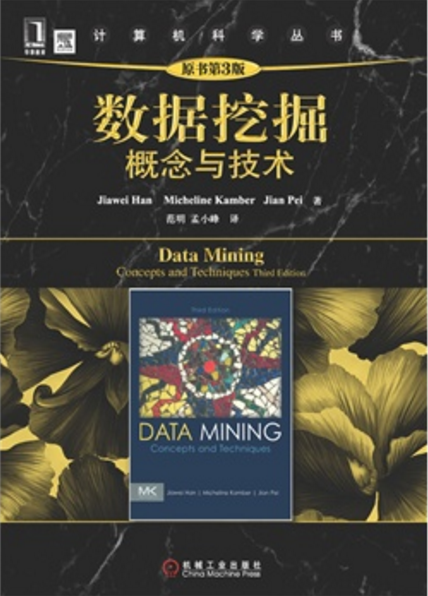 计算机科学丛书
原书第3版
数据挖掘
概念与技术
Jiawei Han Micheline Kamber Jian Pei 著
范明 孟小峰 译
Data Mining
Concepts and Techniques Third Edition
Third Edition
DATA MINING
Concepts and Techniques
MK Jiawei Han | Micheline Kamber | Jian Pei
机械工业出版社
China Machine Press